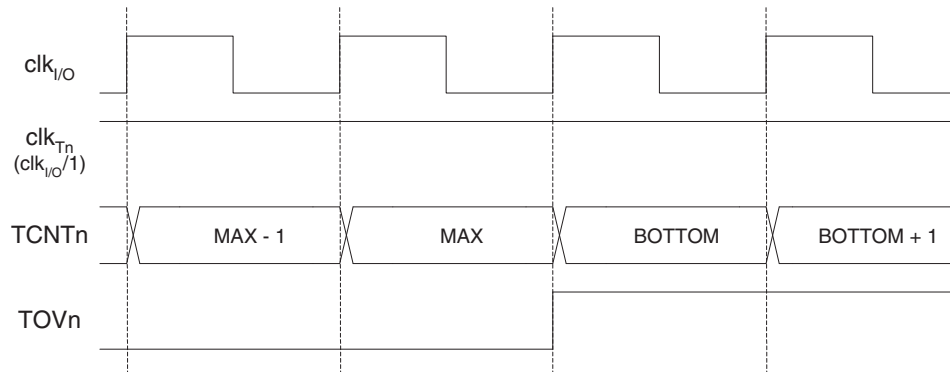 clkI/O
clkTn
(clkI/O/1)
TCNTn
MAX - 1
MAX
BOTTOM
BOTTOM + 1
TOVn